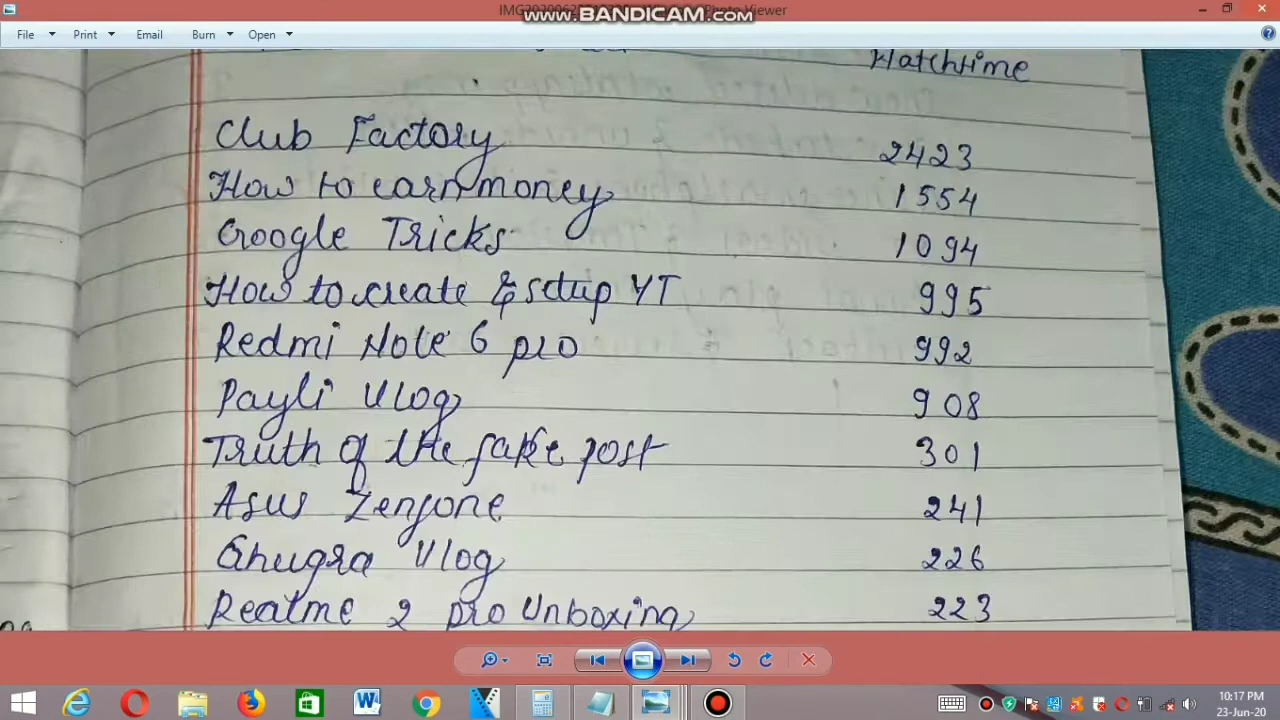 www.BANDICAM.com
Photo Viewer
File Print Email Burn Open
Watchtime
Club Factory 2423
How to earn money 1554
Google Tricks 1094
How to create & setup YT 995
Redmi Note 6 pro 992
Payli Vlog 908
Truth of the fake post 301
Asus Zenfone 241
Ghugra Vlog 226
Realme 2 pro Unboxing 223
10:17 PM
23-Jun-20